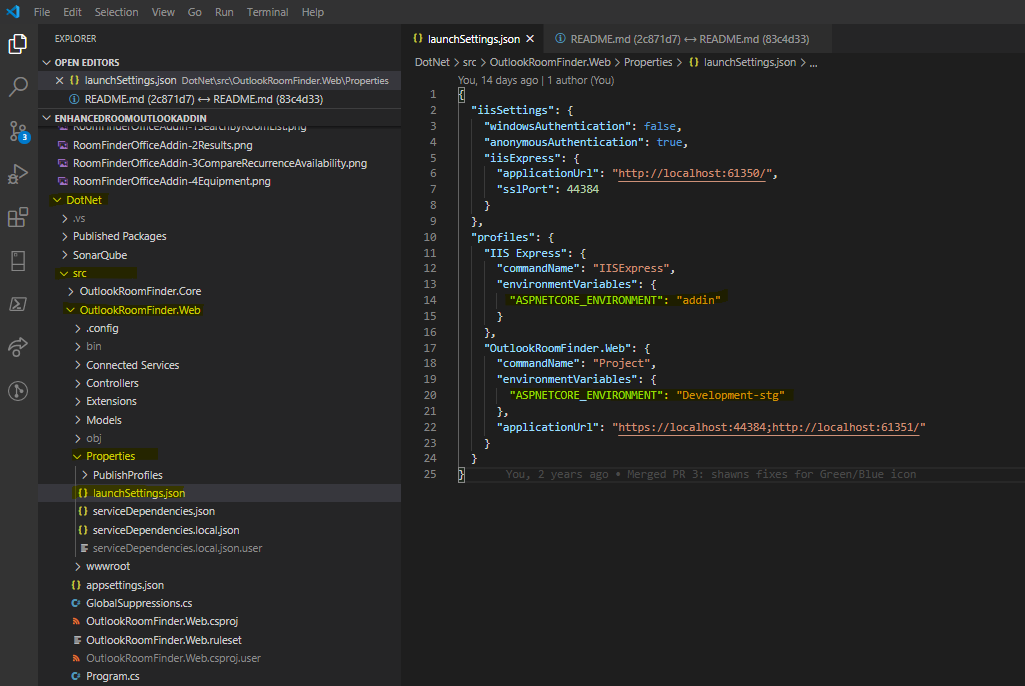 File Edit Selection View Go Run Terminal Help
EXPLORER
OPEN EDITORS
launchSettings.json DotNet\src\OutlookRoomFinder.Web\Properties
README.md (2c871d7) ↔ README.md (83c4d33)
ENHANCEDROOMOUTLOOKADDIN
RoomFinderOfficeAddin-1SearchByRoomList.png
RoomFinderOfficeAddin-2Results.png
RoomFinderOfficeAddin-3CompareRecurrenceAvailability.png
RoomFinderOfficeAddin-4Equipment.png
DotNet
.vs
Published Packages
SonarQube
src
OutlookRoomFinder.Core
OutlookRoomFinder.Web
.config
bin
Connected Services
Controllers
Extensions
Models
obj
Properties
PublishProfiles
{} launchSettings.json
{} serviceDependencies.json
{} serviceDependencies.local.json
serviceDependencies.local.json.user
wwwroot
{} appsettings.json
C# GlobalSuppressions.cs
OutlookRoomFinder.Web.csproj
OutlookRoomFinder.Web.ruleset
OutlookRoomFinder.Web.csproj.user
C# Program.cs
3
{} launchSettings.json
README.md (2c871d7) ↔ README.md (83c4d33)
DotNet > src > OutlookRoomFinder.Web > Properties > {} launchSettings.json > ...
You, 14 days ago | 1 author (You)
1 {
2 "iisSettings": {
3 "windowsAuthentication": false,
4 "anonymousAuthentication": true,
5 "iisExpress": {
6 "applicationUrl": "http://localhost:61350/",
7 "sslPort": 44384
8 }
9 },
10 "profiles": {
11 "IIS Express": {
12 "commandName": "IISExpress",
13 "environmentVariables": {
14 "ASPNETCORE_ENVIRONMENT": "addin"
15 }
16 },
17 "OutlookRoomFinder.Web": {
18 "commandName": "Project",
19 "environmentVariables": {
20 "ASPNETCORE_ENVIRONMENT": "Development-stg"
21 },
22 "applicationUrl": "https://localhost:44384;http://localhost:61351/"
23 }
24 }
25 } You, 2 years ago • Merged PR 3: shawns fixes for Green/Blue icon